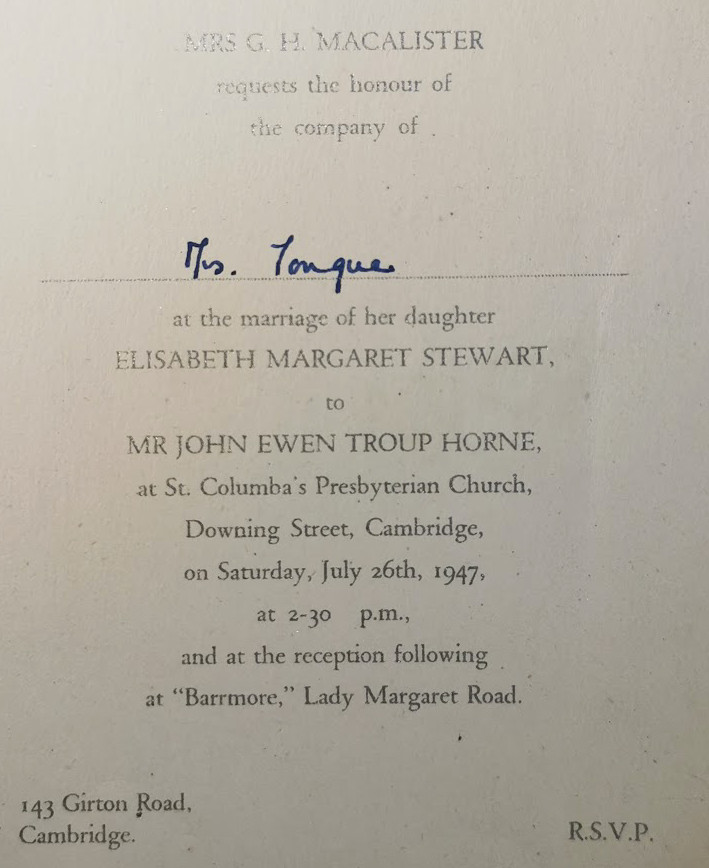 MRS G. H. MACALISTER
requests the honour of
the company of
Mrs. Tongue
at the marriage of her daughter
ELISABETH MARGARET STEWART,
to
MR JOHN EWEN TROUP HORNE,
at St. Columba's Presbyterian Church,
Downing Street, Cambridge,
on Saturday, July 26th, 1947,
at 2-30 p.m.,
and at the reception following
at "Barrmore," Lady Margaret Road.
143 Girton Road,
Cambridge.
R.S.V.P.